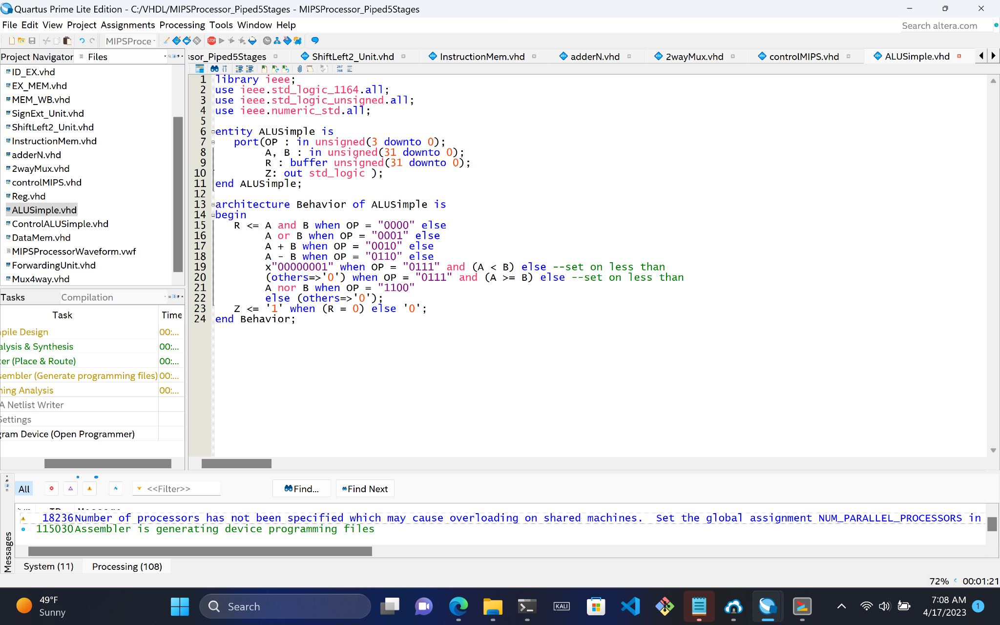 Quartus Prime Lite Edition - C:/VHDL/MIPSProcessor_Piped5Stages - MIPSProcessor_Piped5Stages
File Edit View Project Assignments Processing Tools Window Help
Search altera.com
MIPSProce
STOP
Project Navigator Files
ssor_Piped5Stages ShiftLeft2_Unit.vhd InstructionMem.vhd adderN.vhd 2wayMux.vhd controlMIPS.vhd ALUSimple.vhd
267
268
ID_EX.vhd
EX_MEM.vhd
MEM_WB.vhd
SignExt_Unit.vhd
ShiftLeft2_Unit.vhd
InstructionMem.vhd
adderN.vhd
2wayMux.vhd
controlMIPS.vhd
Reg.vhd
ALUSimple.vhd
ControlALUSimple.vhd
DataMem.vhd
MIPSProcessorWaveform.vwf
ForwardingUnit.vhd
Mux4way.vhd
Tasks Compilation
Task Time
pile Design 00:...
alysis & Synthesis 00:...
ter (Place & Route) 00:...
sembler (Generate programming files) 00:...
ning Analysis 00:...
A Netlist Writer
Settings
gram Device (Open Programmer)
1 library ieee;
2 use ieee.std_logic_1164.all;
3 use ieee.std_logic_unsigned.all;
4 use ieee.numeric_std.all;
5
6 entity ALUSimple is
7 port(OP : in unsigned(3 downto 0);
8 A, B : in unsigned(31 downto 0);
9 R : buffer unsigned(31 downto 0);
10 Z: out std_logic );
11 end ALUSimple;
12
13 architecture Behavior of ALUSimple is
14 begin
15 R <= A and B when OP = "0000" else
16 A or B when OP = "0001" else
17 A + B when OP = "0010" else
18 A - B when OP = "0110" else
19 x"00000001" when OP = "0111" and (A < B) else --set on less than
20 (others=>'0') when OP = "0111" and (A >= B) else --set on less than
21 A nor B when OP = "1100"
22 else (others=>'0');
23 Z <= '1' when (R = 0) else '0';
24 end Behavior;
All <<Filter>> Find... Find Next
ID Message
18236 Number of processors has not been specified which may cause overloading on shared machines.  Set the global assignment NUM_PARALLEL_PROCESSORS in
115030 Assembler is generating device programming files
Messages
System (11) Processing (108)
72% 00:01:21
49°F
Sunny
Search
KALI
7:08 AM
4/17/2023
1